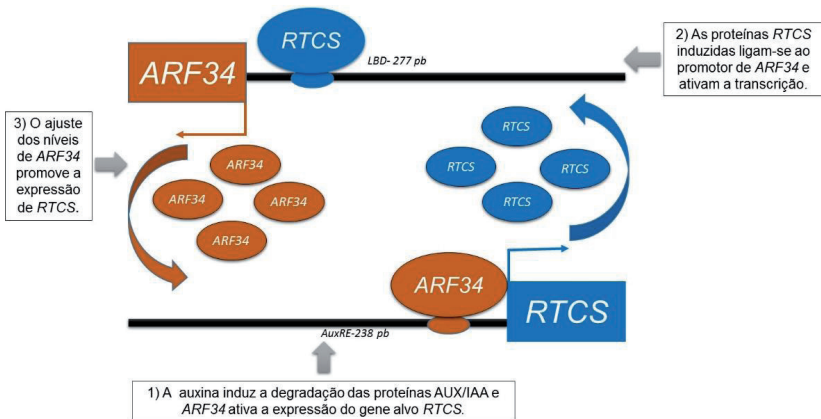 RTCS
LBD- 277 pb
ARF34
2) As proteínas RTCS
induzidas ligam-se ao
promotor de ARF34 e
ativam a transcrição.
3) O ajuste
dos níveis
de ARF34
promove a
expressão
de RTCS.
ARF34
ARF34
ARF34
ARF34
RTCS
RTCS
RTCS
RTCS
ARF34
RTCS
AuxRE-238 pb
1) A auxina induz a degradação das proteínas AUX/IAA e
ARF34 ativa a expressão do gene alvo RTCS.